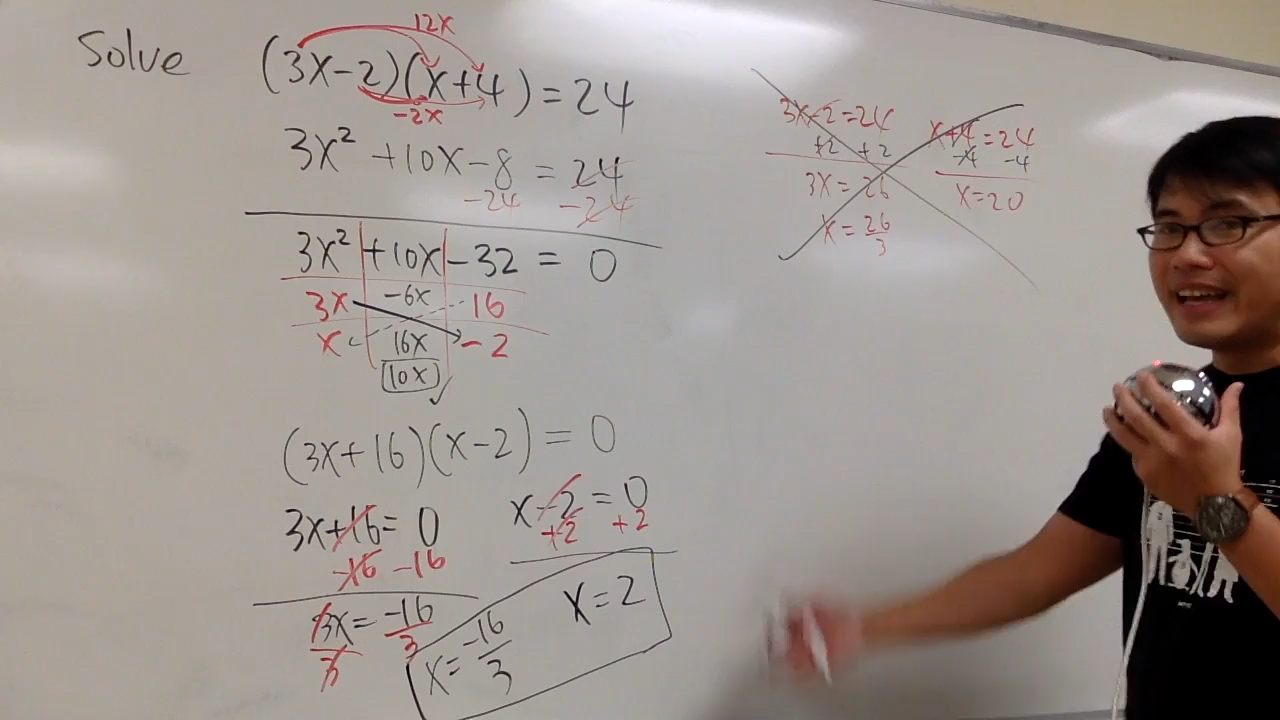 12x
Solve (3x-2)(x+4) = 24
-2x
3x² +10x-8 = 24
-24 -24
3x² +10x -32 = 0
3x -6x 16
x 16x -2
10x ✓
(3x+16)(x-2) = 0
3x+16 = 0
-16 -16
3x = -16
3 3
x = -16/3
x-2 = 0
+2 +2
x = 2
3x-2 = 24
+2 +2
3x = 26
x = 26/3
x+4 = 24
-4 -4
x = 20